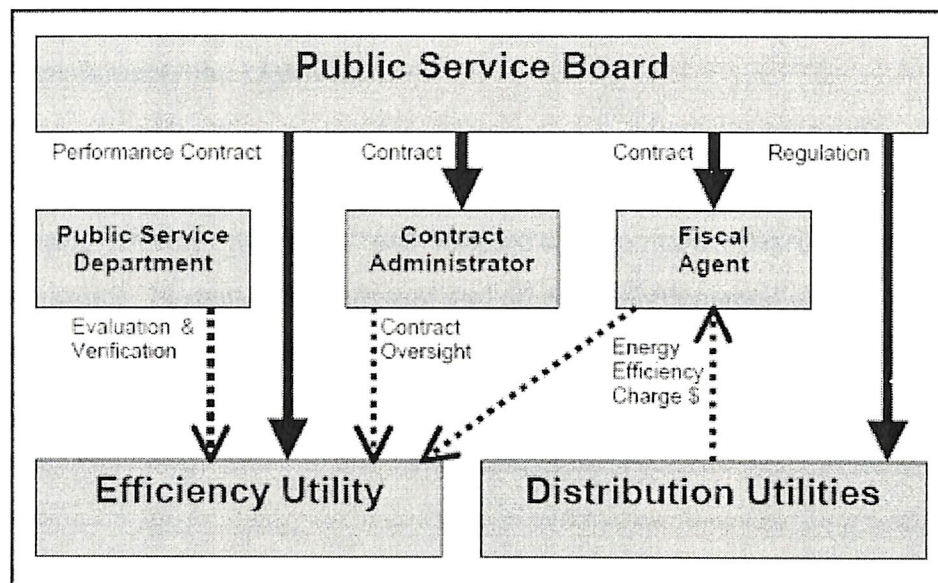 Public Service Board
Performance Contract
Contract
Contract
Regulation
Public Service
Department
Contract
Administrator
Fiscal
Agent
Evaluation &
Verification
Contract
Oversight
Energy
Efficiency
Charge $
Efficiency Utility
Distribution Utilities